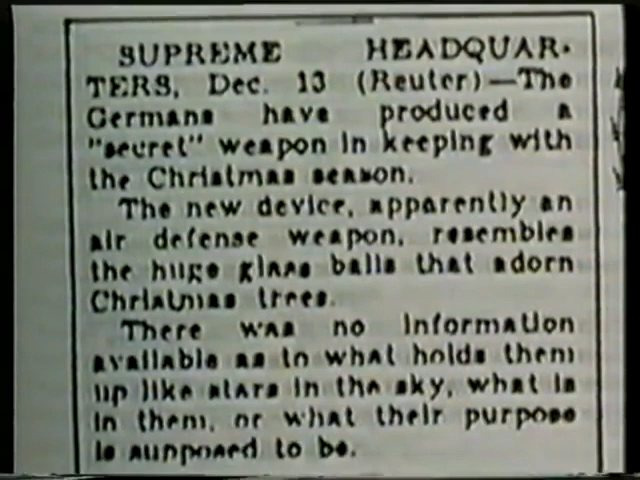 SUPREME HEADQUAR-
TERS, Dec. 13 (Reuter)—The
Germans have produced a
"secret" weapon in keeping with
the Christmas season.
The new device, apparently an
air defense weapon, resembles
the huge glass balls that adorn
Christmas trees.
There was no information
available as to what holds them
up like stars in the sky, what is
in them, or what their purpose
is supposed to be.